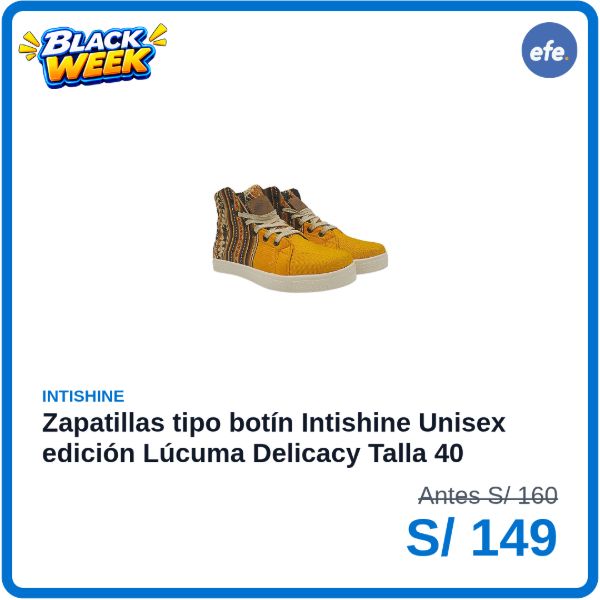 BLACK
WEEK
efe.
INTISHINE
Zapatillas tipo botín Intishine Unisex
edición Lúcuma Delicacy Talla 40
Antes S/ 160
S/ 149